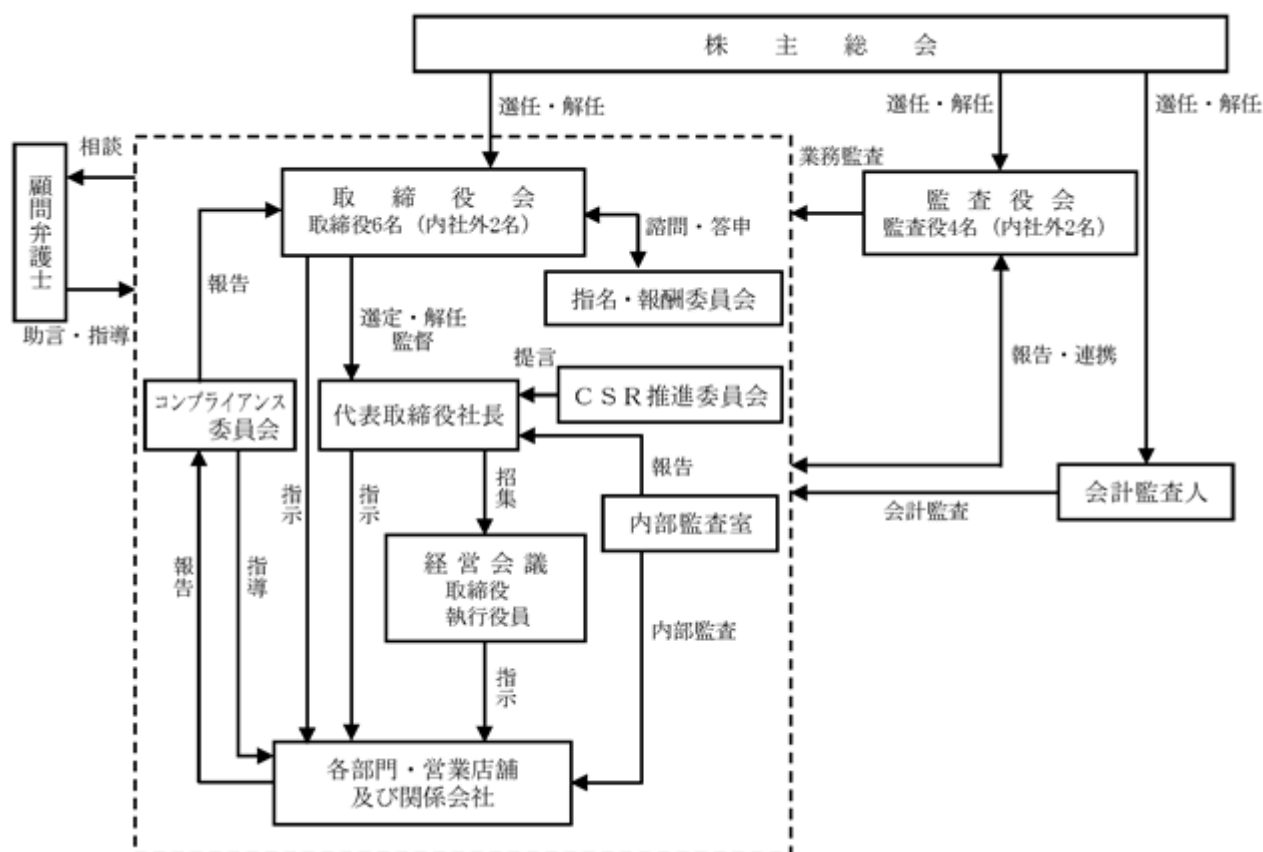 株主総会
選任・解任
選任・解任
選任・解任
相談
業務監査
顧問弁護士
取締役会
取締役6名（内社外2名）
監査役会
監査役4名（内社外2名）
諮問・答申
報告
指名・報酬委員会
選定・解任
監督
助言・指導
提言
報告・連携
コンプライアンス
委員会
代表取締役社長
ＣＳＲ推進委員会
報告
招集
指示
指示
会計監査人
会計監査
内部監査室
経営会議
取締役
執行役員
報告
指導
内部監査
指示
各部門・営業店舗
及び関係会社